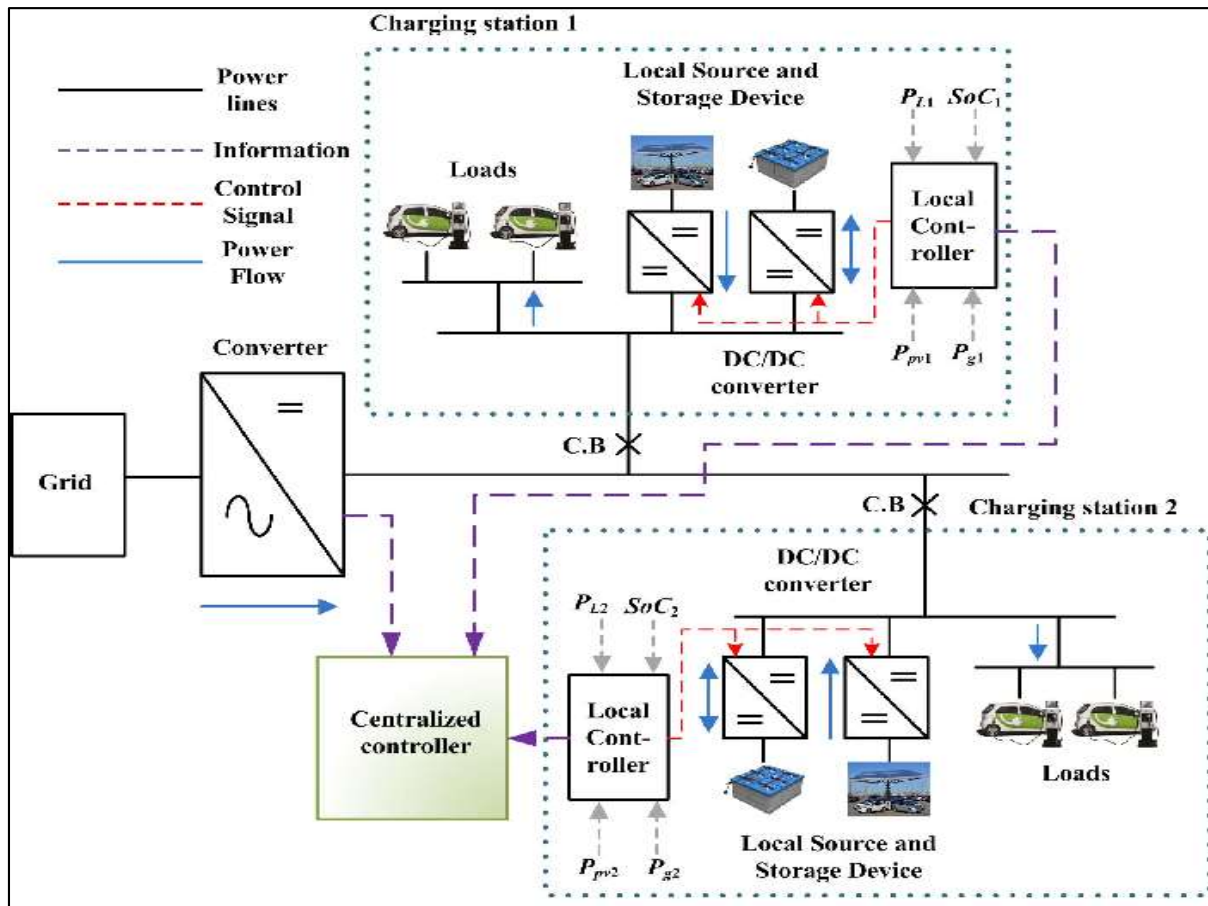 Charging station 1
Power
lines
Information
Control
Signal
Power
Flow
Local Source and
Storage Device
P_L1 SoC_1
Loads
Local
Cont-
roller
P_pv1 P_g1
DC/DC
converter
Converter
C.B
Grid
C.B
Charging station 2
DC/DC
converter
P_L2 SoC_2
Centralized
controller
Local
Cont-
roller
Loads
P_pv2 P_g2
Local Source and
Storage Device